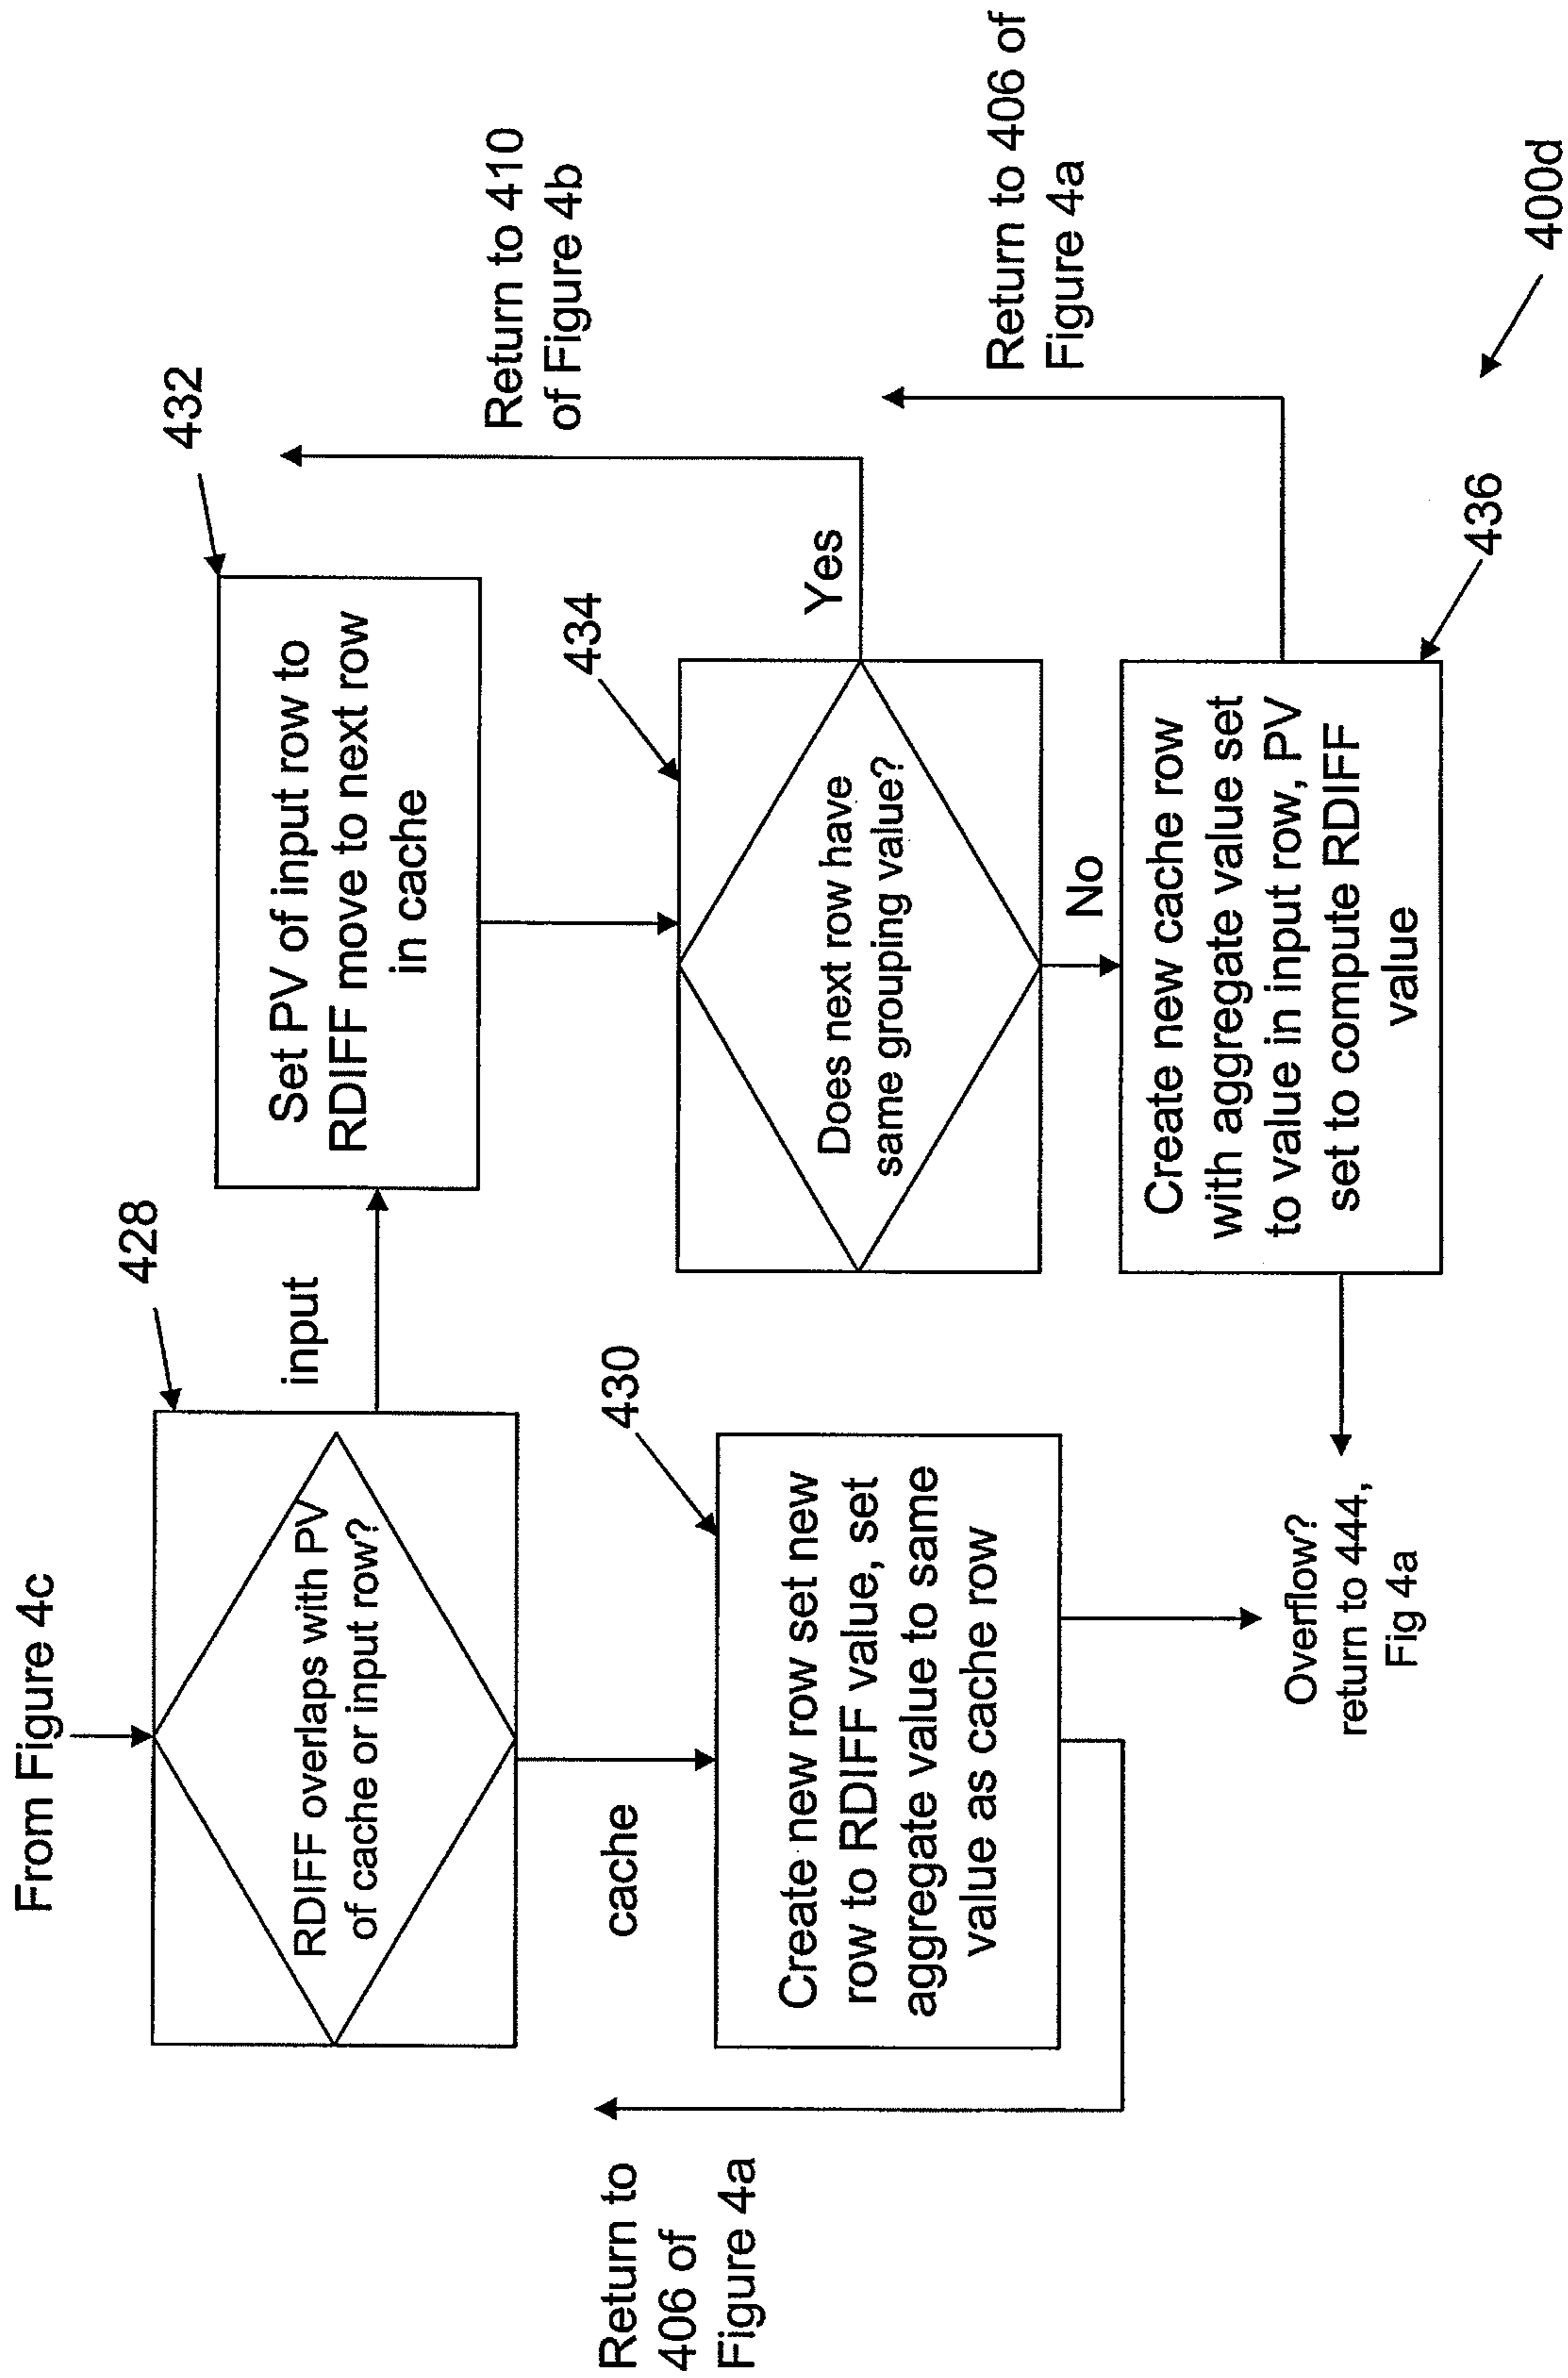 From Figure 4c
428
RDIFF overlaps with PV
of cache or input row?
input
cache
432
Set PV of input row to
RDIFF move to next row
in cache
Return to 410
of Figure 4b
434
Does next row have
same grouping value?
Yes
No
430
Create new row set new
row to RDIFF value, set
aggregate value to same
value as cache row
Return to
406 of
Figure 4a
Overflow?
return to 444,
Fig 4a
Create new cache row
with aggregate value set
to value in input row, PV
set to compute RDIFF
value
436
Return to 406 of
Figure 4a
400d